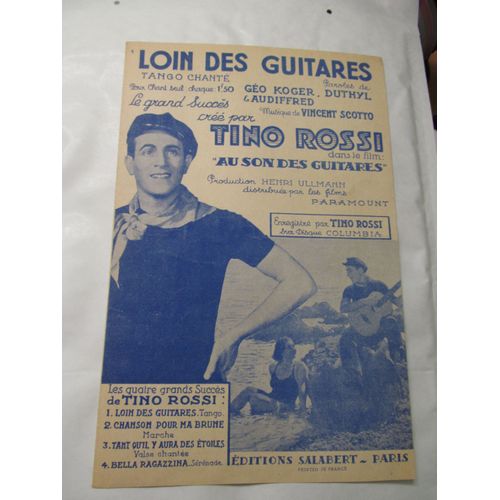 LOIN DES GUITARES
TANGO CHANTÉ
Pour Chant seul chaque 1f50
Paroles de
GÉO KOGER, DUTHYL
& AUDIFFRED
Musique de VINCENT SCOTTO
Le grand Succès
créé par
TINO ROSSI
dans le film:
"AU SON DES GUITARES"
Production HENRI ULLMANN
distribuée par les films
PARAMOUNT
Enregistré par TINO ROSSI
Sur Disque COLUMBIA
Les quatre grands Succès
de TINO ROSSI:
1. LOIN DES GUITARES. Tango.
2. CHANSON POUR MA BRUNE
Marche
3. TANT QU'IL Y AURA DES ÉTOILES
Valse chantée
4. BELLA RAGAZZINA. Sérénade.
ÉDITIONS SALABERT ~ PARIS
PRINTED IN FRANCE